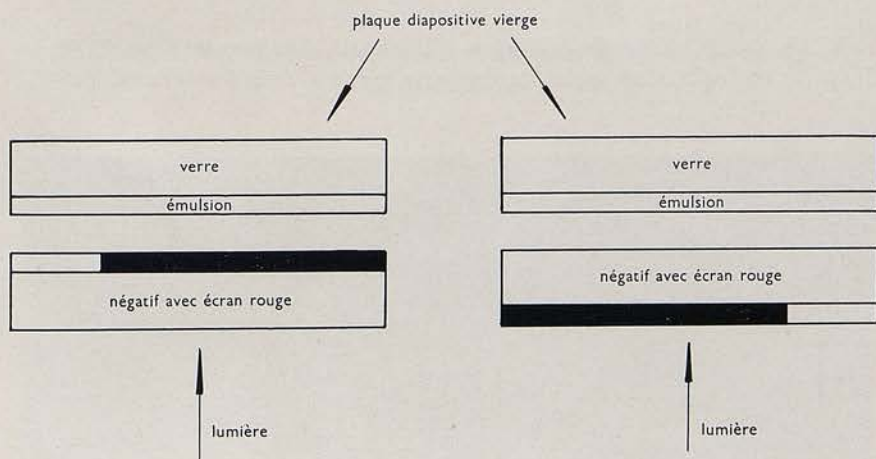 plaque diapositive vierge
verre
émulsion
négatif avec écran rouge
lumière
verre
émulsion
négatif avec écran rouge
lumière